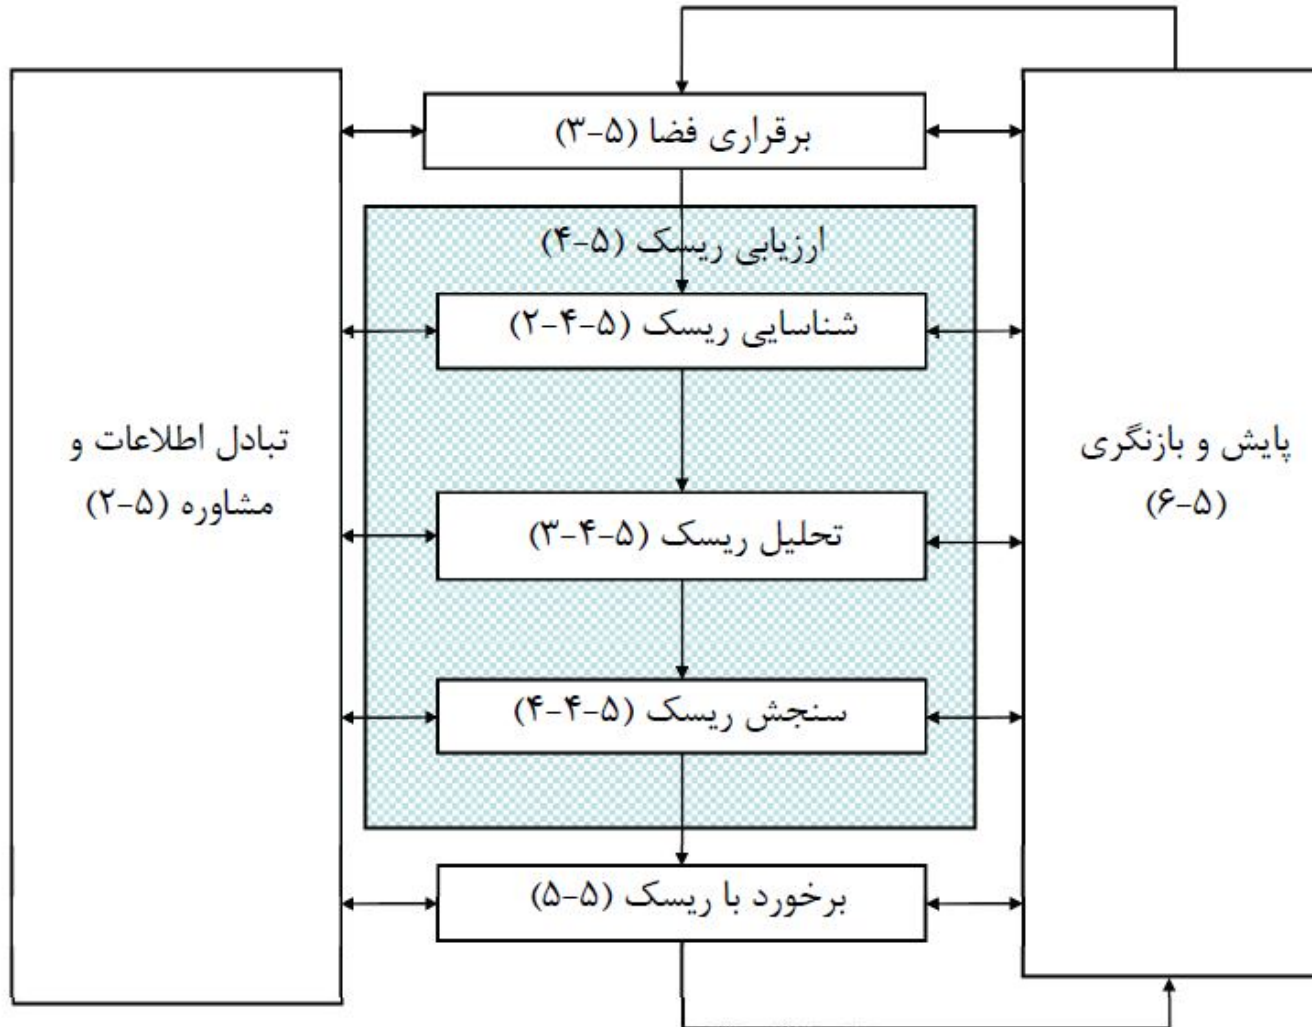 برقراری فضا (۵-۳)
ارزیابی ریسک (۵-۴)
شناسایی ریسک (۵-۴-۲)
تبادل اطلاعات و
مشاوره (۵-۲)
پایش و بازنگری
(۵-۶)
تحلیل ریسک (۵-۴-۳)
سنجش ریسک (۵-۴-۴)
برخورد با ریسک (۵-۵)